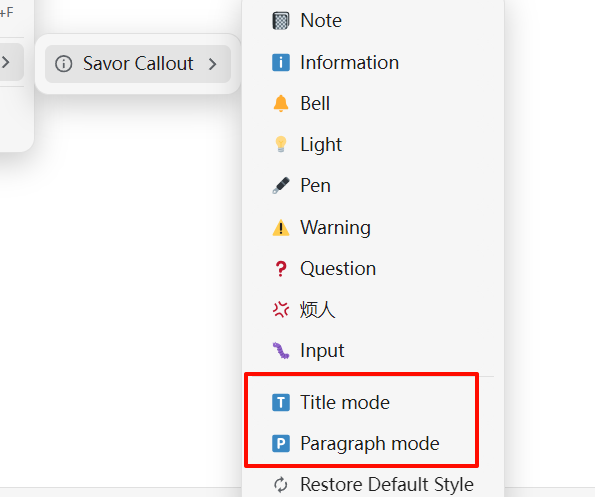 +F
Savor Callout
Note
Information
Bell
Light
Pen
Warning
Question
烦人
Input
T Title mode
P Paragraph mode
Restore Default Style